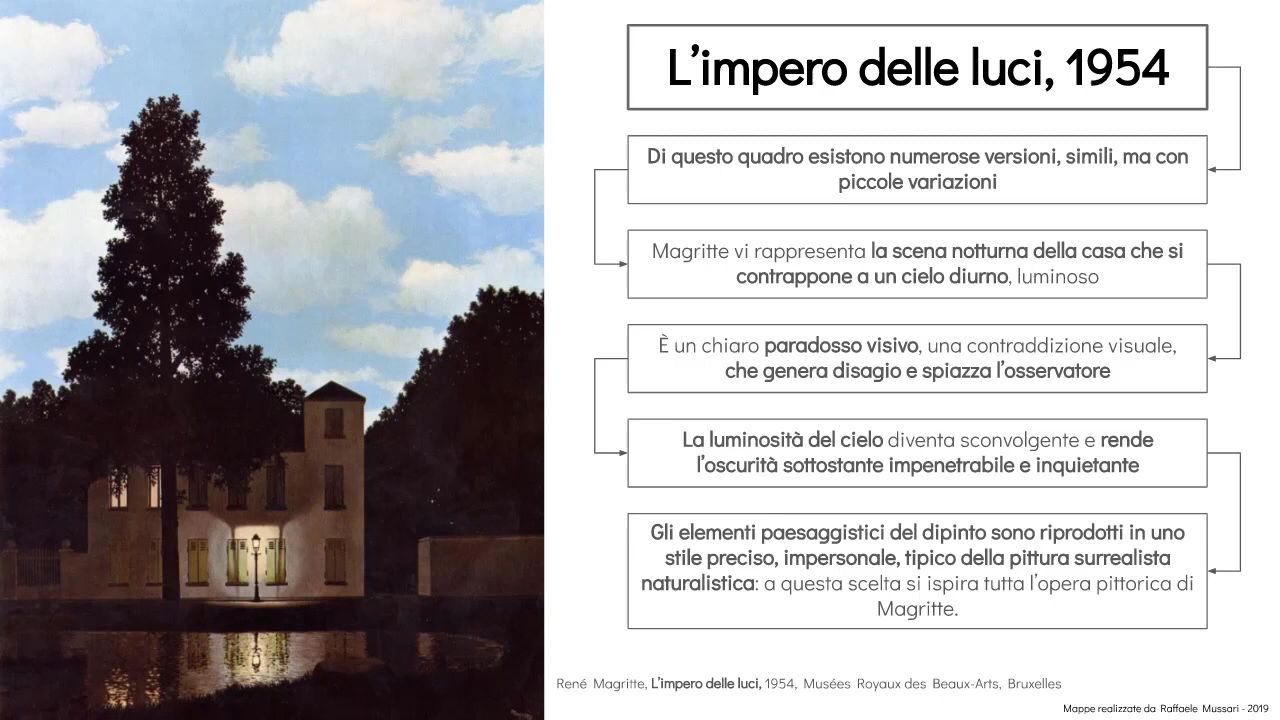 L'impero delle luci, 1954
Di questo quadro esistono numerose versioni, simili, ma con
piccole variazioni
Magritte vi rappresenta la scena notturna della casa che si
contrappone a un cielo diurno, luminoso
È un chiaro paradosso visivo, una contraddizione visuale,
che genera disagio e spiazza l'osservatore
La luminosità del cielo diventa sconvolgente e rende
l'oscurità sottostante impenetrabile e inquietante
Gli elementi paesaggistici del dipinto sono riprodotti in uno
stile preciso, impersonale, tipico della pittura surrealista
naturalistica: a questa scelta si ispira tutta l'opera pittorica di
Magritte.
René Magritte, L'impero delle luci, 1954, Musées Royaux des Beaux-Arts, Bruxelles
Mappe realizzate da Raffaele Mussari - 2019